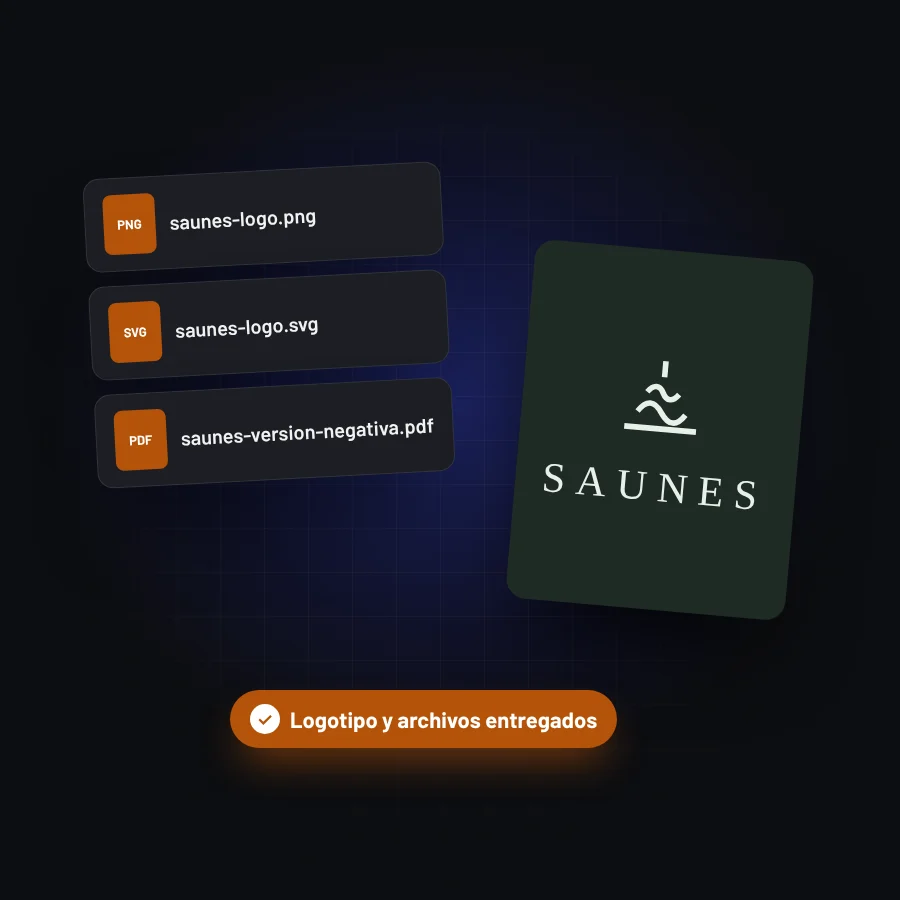 PNG
saunes-logo.png
SVG
saunes-logo.svg
PDF
saunes-version-negativa.pdf
SAUNES
Logotipo y archivos entregados